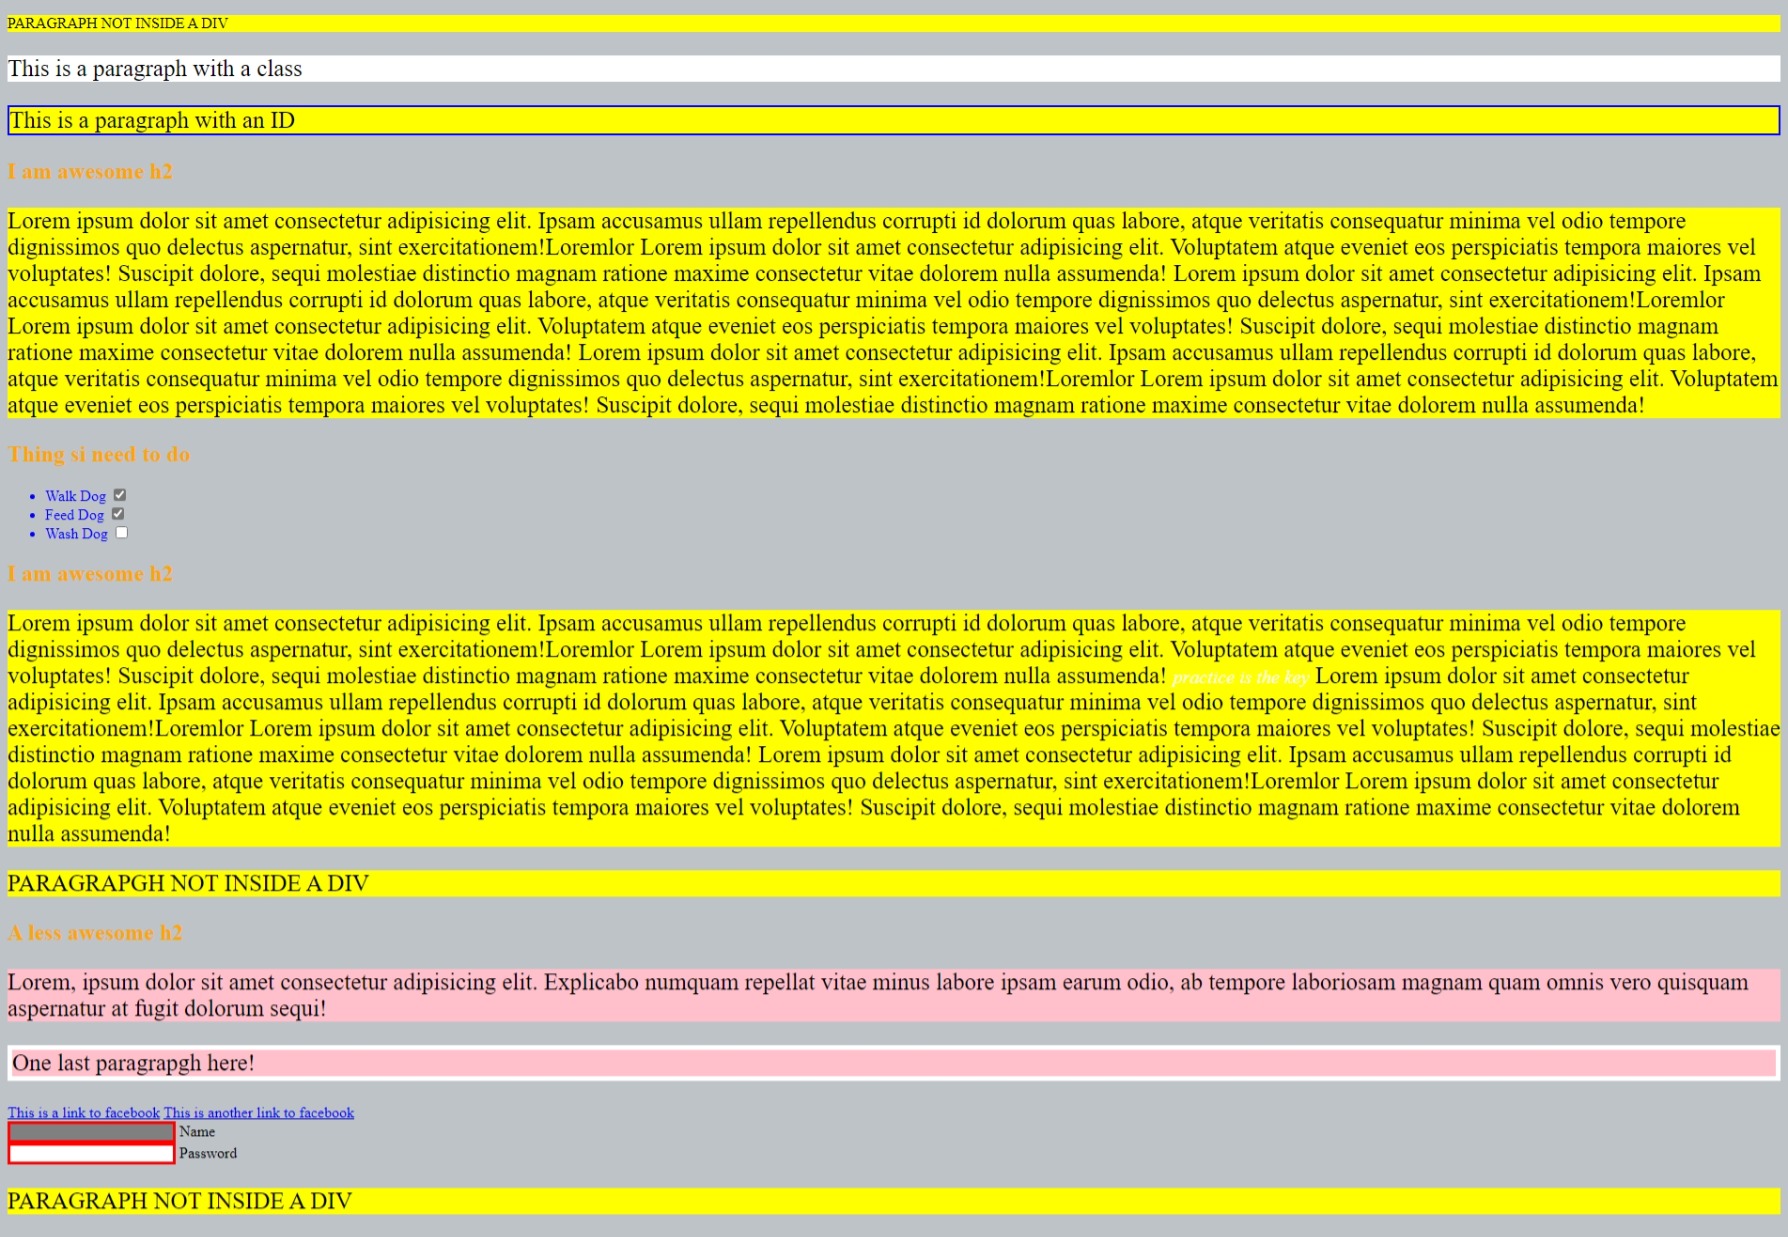 PARAGRAPH NOT INSIDE A DIV
This is a paragraph with a class
This is a paragraph with an ID
I am awesome h2
Lorem ipsum dolor sit amet consectetur adipisicing elit. Ipsam accusamus ullam repellendus corrupti id dolorum quas labore, atque veritatis consequatur minima vel odio tempore
dignissimos quo delectus aspernatur, sint exercitationem!Loremlor Lorem ipsum dolor sit amet consectetur adipisicing elit. Voluptatem atque eveniet eos perspiciatis tempora maiores vel
voluptates! Suscipit dolore, sequi molestiae distinctio magnam ratione maxime consectetur vitae dolorem nulla assumenda! Lorem ipsum dolor sit amet consectetur adipisicing elit. Ipsam
accusamus ullam repellendus corrupti id dolorum quas labore, atque veritatis consequatur minima vel odio tempore dignissimos quo delectus aspernatur, sint exercitationem!Loremlor
Lorem ipsum dolor sit amet consectetur adipisicing elit. Voluptatem atque eveniet eos perspiciatis tempora maiores vel voluptates! Suscipit dolore, sequi molestiae distinctio magnam
ratione maxime consectetur vitae dolorem nulla assumenda! Lorem ipsum dolor sit amet consectetur adipisicing elit. Ipsam accusamus ullam repellendus corrupti id dolorum quas labore,
atque veritatis consequatur minima vel odio tempore dignissimos quo delectus aspernatur, sint exercitationem!Loremlor Lorem ipsum dolor sit amet consectetur adipisicing elit. Voluptatem
atque eveniet eos perspiciatis tempora maiores vel voluptates! Suscipit dolore, sequi molestiae distinctio magnam ratione maxime consectetur vitae dolorem nulla assumenda!
Thing si need to do
Walk Dog
Feed Dog
Wash Dog
I am awesome h2
Lorem ipsum dolor sit amet consectetur adipisicing elit. Ipsam accusamus ullam repellendus corrupti id dolorum quas labore, atque veritatis consequatur minima vel odio tempore
dignissimos quo delectus aspernatur, sint exercitationem!Loremlor Lorem ipsum dolor sit amet consectetur adipisicing elit. Voluptatem atque eveniet eos perspiciatis tempora maiores vel
voluptates! Suscipit dolore, sequi molestiae distinctio magnam ratione maxime consectetur vitae dolorem nulla assumenda! practice is the key Lorem ipsum dolor sit amet consectetur
adipisicing elit. Ipsam accusamus ullam repellendus corrupti id dolorum quas labore, atque veritatis consequatur minima vel odio tempore dignissimos quo delectus aspernatur, sint
exercitationem!Loremlor Lorem ipsum dolor sit amet consectetur adipisicing elit. Voluptatem atque eveniet eos perspiciatis tempora maiores vel voluptates! Suscipit dolore, sequi molestiae
distinctio magnam ratione maxime consectetur vitae dolorem nulla assumenda! Lorem ipsum dolor sit amet consectetur adipisicing elit. Ipsam accusamus ullam repellendus corrupti id
dolorum quas labore, atque veritatis consequatur minima vel odio tempore dignissimos quo delectus aspernatur, sint exercitationem!Loremlor Lorem ipsum dolor sit amet consectetur
adipisicing elit. Voluptatem atque eveniet eos perspiciatis tempora maiores vel voluptates! Suscipit dolore, sequi molestiae distinctio magnam ratione maxime consectetur vitae dolorem
nulla assumenda!
PARAGRAPGH NOT INSIDE A DIV
A less awesome h2
Lorem, ipsum dolor sit amet consectetur adipisicing elit. Explicabo numquam repellat vitae minus labore ipsam earum odio, ab tempore laboriosam magnam quam omnis vero quisquam
aspernatur at fugit dolorum sequi!
One last paragrapgh here!
This is a link to facebook This is another link to facebook
Name
Password
PARAGRAPH NOT INSIDE A DIV